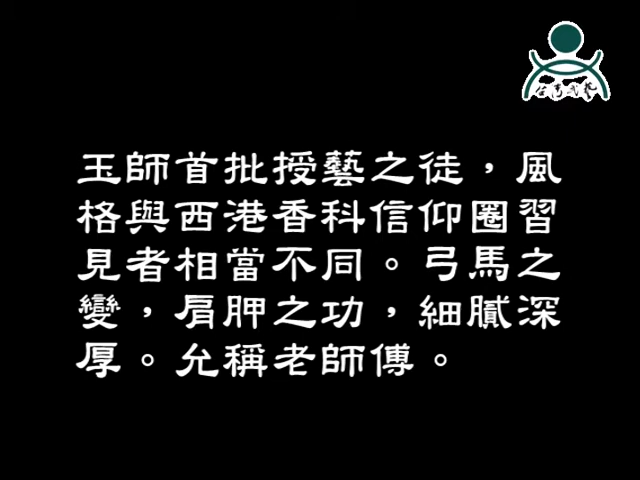 玉師首批授藝之徒，風
格與西港香科信仰圈習
見者相當不同。弓馬之
變，肩胛之功，細膩深
厚。允稱老師傅。